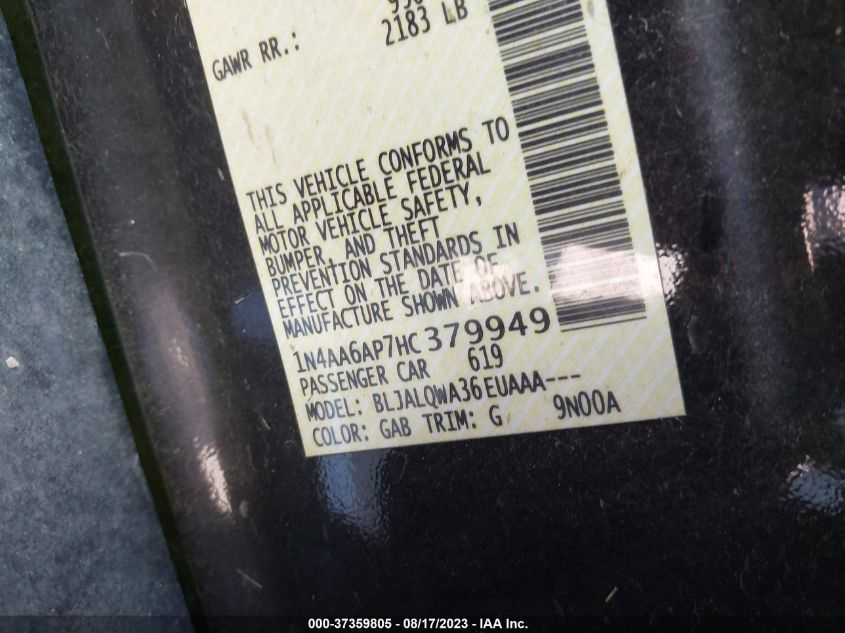 2183 LB
GAWR RR.:
THIS VEHICLE CONFORMS TO
ALL APPLICABLE FEDERAL
MOTOR VEHICLE SAFETY,
BUMPER, AND THEFT
PREVENTION STANDARDS IN
EFFECT ON THE DATE OF
MANUFACTURE SHOWN ABOVE.
1N4AA6AP7HC379949
PASSENGER CAR 619
MODEL: BLJALQWA36EUAAA---
COLOR: GAB TRIM: G 9N00A
000-37359805 - 08/17/2023 - IAA Inc.